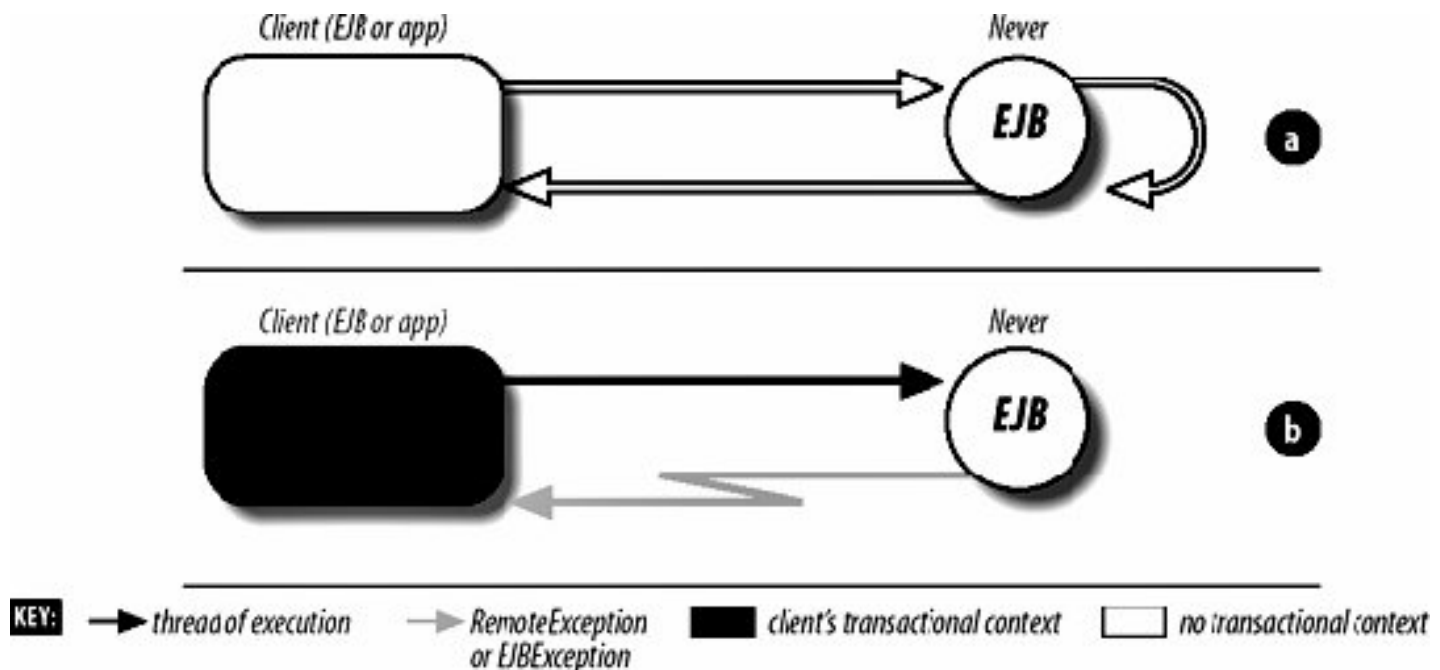 Client (EJB or app)
Never
EJB
a
Client (EJB or app)
Never
EJB
b
KEY: thread of execution RemoteException client's transactional context no transactional context
or EJBException